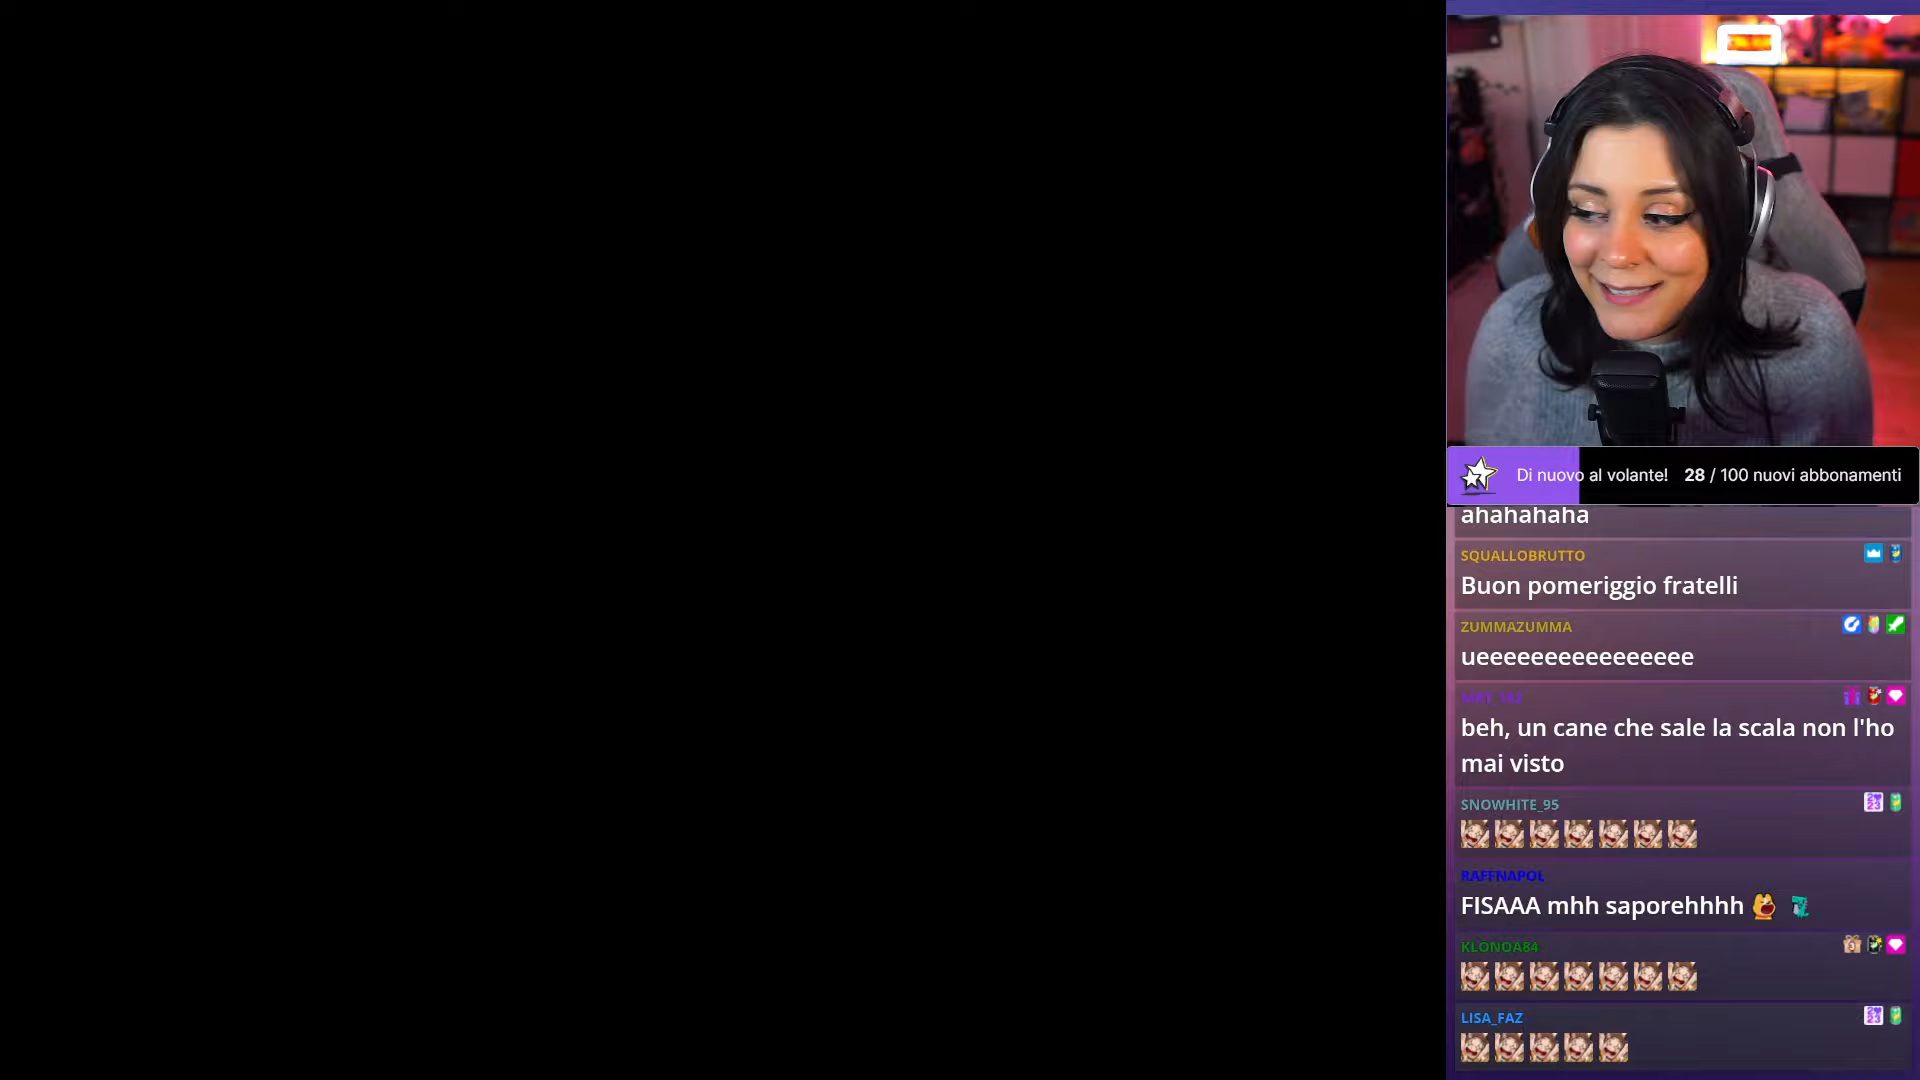 Di nuovo al volante! 28 / 100 nuovi abbonamenti
ahahahaha
SQUALLOBRUTTO
Buon pomeriggio fratelli
ZUMMAZUMMA
ueeeeeeeeeeeeeeee
MAT_182
beh, un cane che sale la scala non l'ho
mai visto
SNOWHITE_95
RAFFNAPOL
FISAAA mhh saporehhhh
KLONOA84
LISA_FAZ